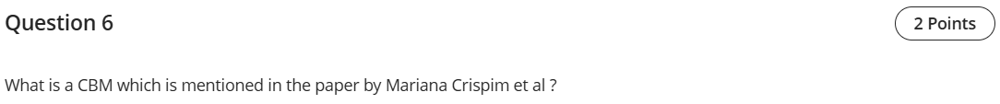 Question 6
2 Points
What is a CBM which is mentioned in the paper by Mariana Crispim et al ?